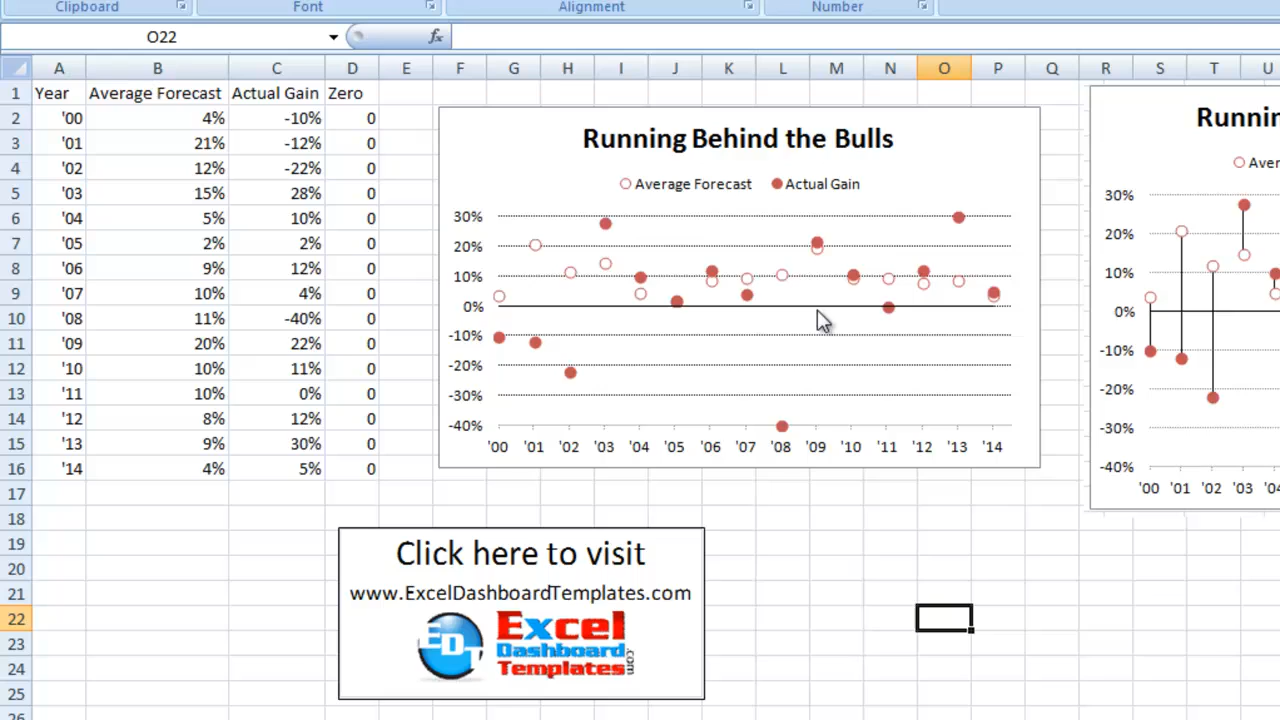 Clipboard Font Alignment Number
O22 fx
A B C D E F G H I J K L M N O P Q R S T U
1 Year Average Forecast Actual Gain Zero
2 '00 4% -10% 0
3 '01 21% -12% 0
4 '02 12% -22% 0
5 '03 15% 28% 0
6 '04 5% 10% 0
7 '05 2% 2% 0
8 '06 9% 12% 0
9 '07 10% 4% 0
10 '08 11% -40% 0
11 '09 20% 22% 0
12 '10 10% 11% 0
13 '11 10% 0% 0
14 '12 8% 12% 0
15 '13 9% 30% 0
16 '14 4% 5% 0
17
18
19
20
21
22
23
24
25
26
Running Behind the Bulls
Average Forecast Actual Gain
30%
20%
10%
0%
-10%
-20%
-30%
-40%
'00 '01 '02 '03 '04 '05 '06 '07 '08 '09 '10 '11 '12 '13 '14
Runnin
Aver
30%
20%
10%
0%
-10%
-20%
-30%
-40%
'00 '01 '02 '03 '04
Click here to visit
www.ExcelDashboardTemplates.com
EDT Excel
Dashboard
Templates.com